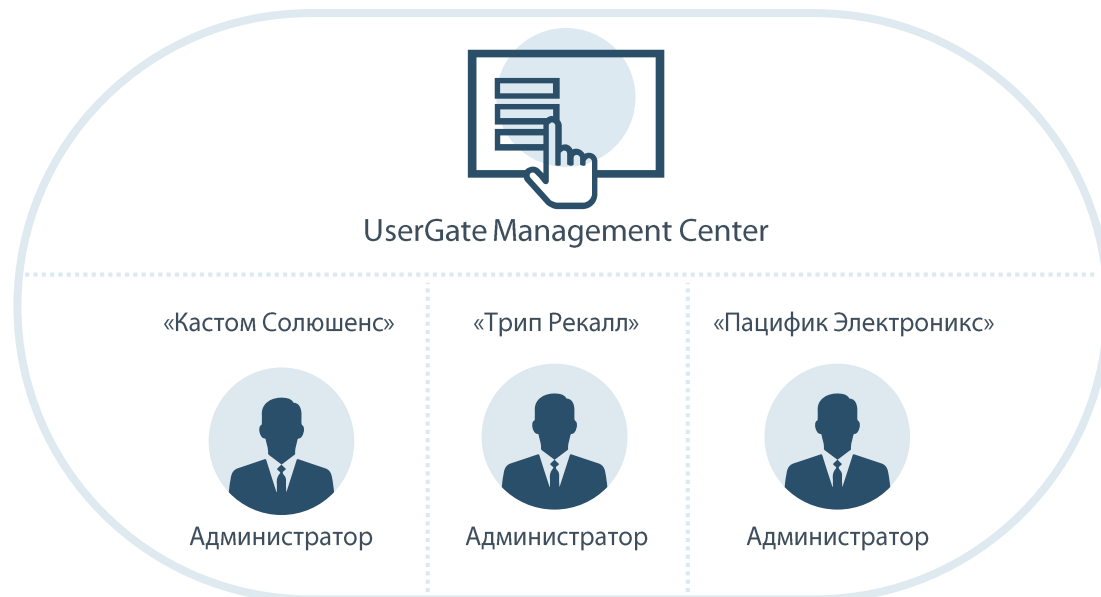 UserGate Management Center
«Кастом Солюшенс» «Трип Рекалл» «Пацифик Электроникс»
Администратор Администратор Администратор